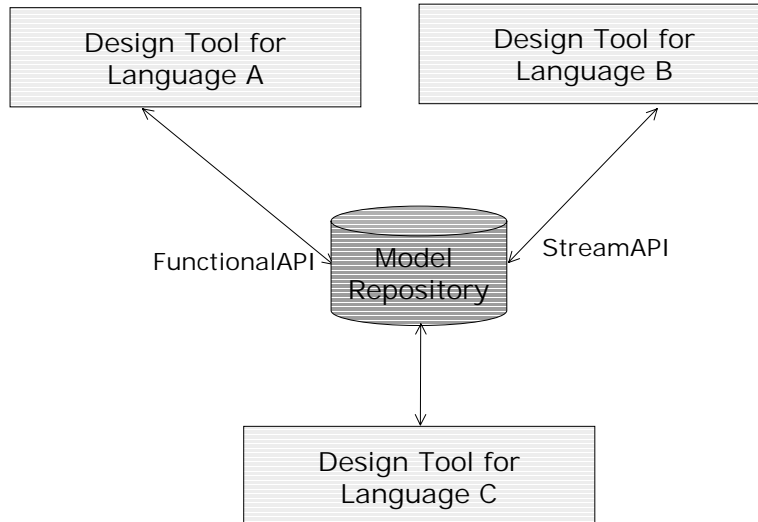 Design Tool for
Language A
Design Tool for
Language B
FunctionalAPI
Model
Repository
StreamAPI
Design Tool for
Language C